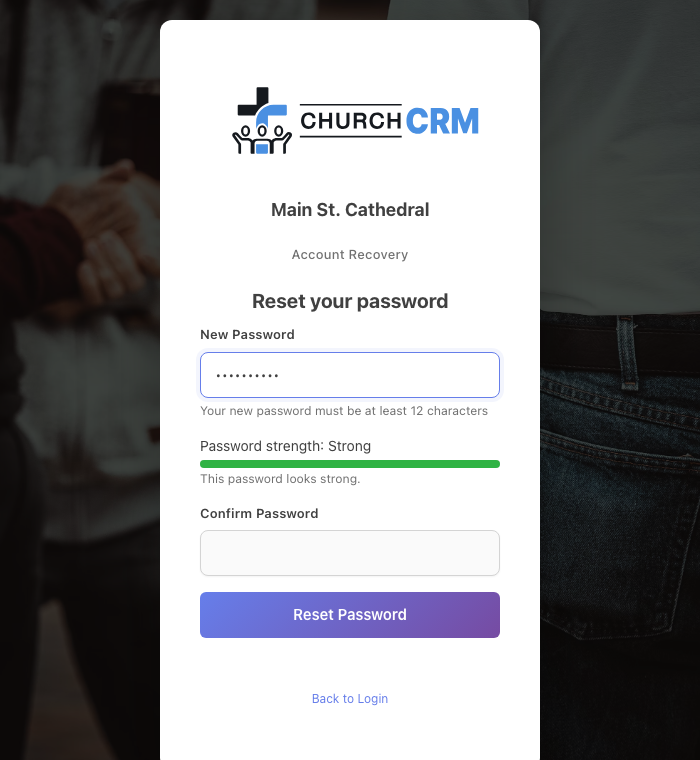 CHURCH CRM
Main St. Cathedral
Account Recovery
Reset your password
New Password
••••••••••
Your new password must be at least 12 characters
Password strength: Strong
This password looks strong.
Confirm Password
Reset Password
Back to Login